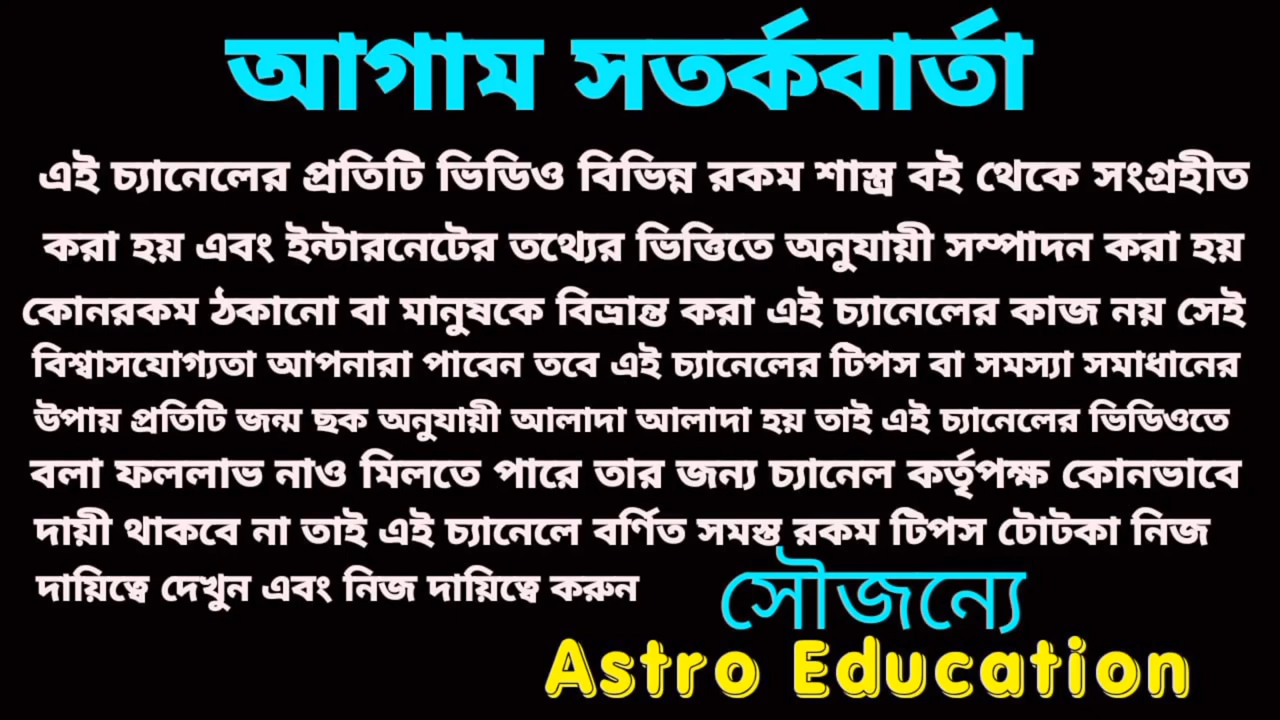 আগাম সতর্কবার্তা
এই চ্যানেলের প্রতিটি ভিডিও বিভিন্ন রকম শাস্ত্র বই থেকে সংগ্রহীত
করা হয় এবং ইন্টারনেটের তথ্যের ভিত্তিতে অনুযায়ী সম্পাদন করা হয়
কোনরকম ঠকানো বা মানুষকে বিভ্রান্ত করা এই চ্যানেলের কাজ নয় সেই
বিশ্বাসযোগ্যতা আপনারা পাবেন তবে এই চ্যানেলের টিপস বা সমস্যা সমাধানের
উপায় প্রতিটি জন্ম ছক অনুযায়ী আলাদা আলাদা হয় তাই এই চ্যানেলের ভিডিওতে
বলা ফললাভ নাও মিলতে পারে তার জন্য চ্যানেল কর্তৃপক্ষ কোনভাবে
দায়ী থাকবে না তাই এই চ্যানেলে বর্ণিত সমস্ত রকম টিপস টোটকা নিজ
দায়িত্বে দেখুন এবং নিজ দায়িত্বে করুন
সৌজন্যে
Astro Education